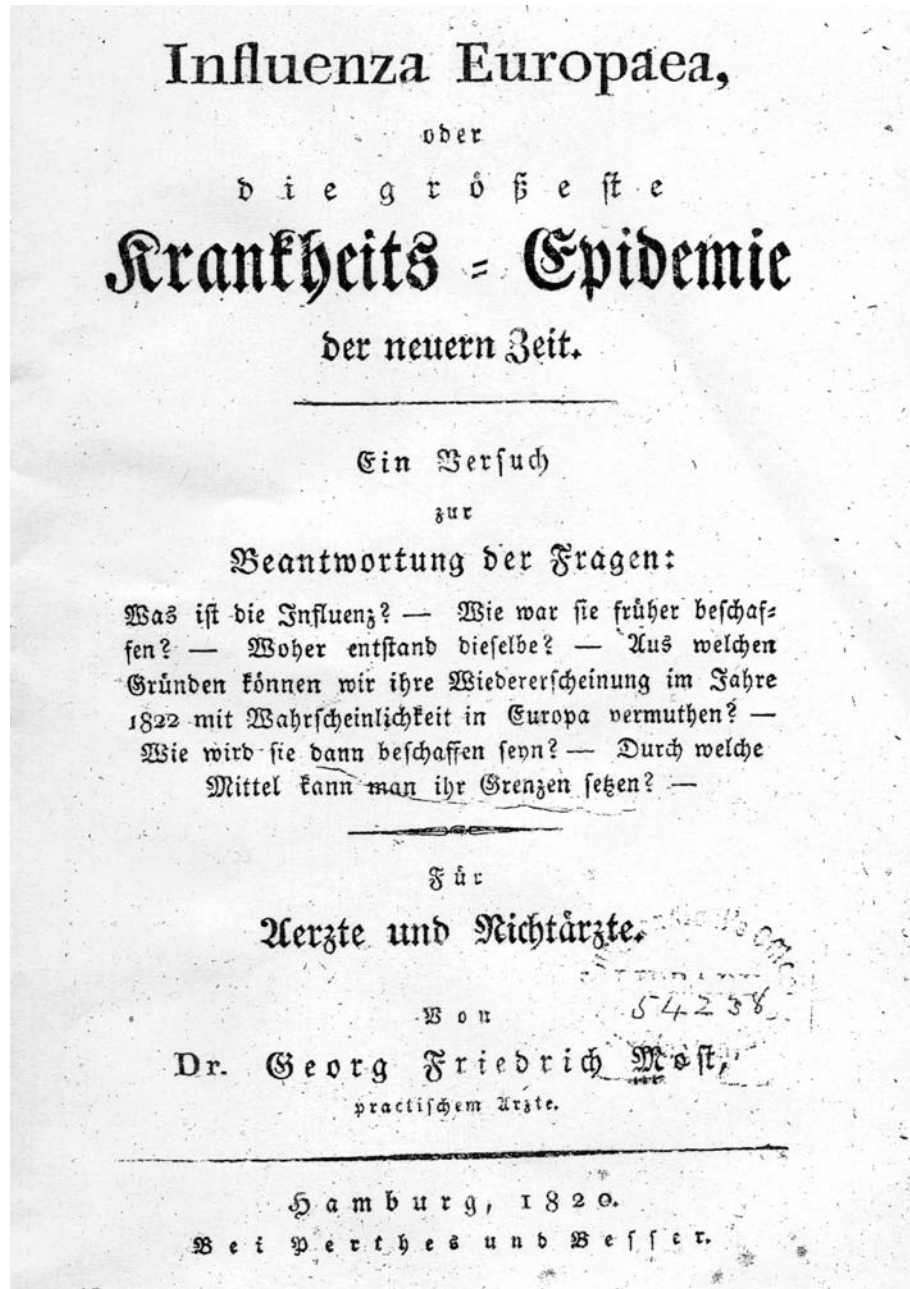 Influenza Europaea,
oder
die größeste
Krankheits = Epidemie
der neuern Zeit.
Ein Versuch
zur
Beantwortung der Fragen:
Was ist die Influenz? — Wie war sie früher beschaf=
fen? — Woher entstand dieselbe? — Aus welchen
Gründen können wir ihre Wiedererscheinung im Jahre
1822 mit Wahrscheinlichkeit in Europa vermuthen? —
Wie wird sie dann beschaffen seyn? — Durch welche
Mittel kann man ihr Grenzen setzen? —
Für
Aerzte und Nichtärzte.
54238
Von
Dr. Georg Friedrich Most,
practischem Arzte.
Hamburg, 1820.
Bei Perthes und Besser.